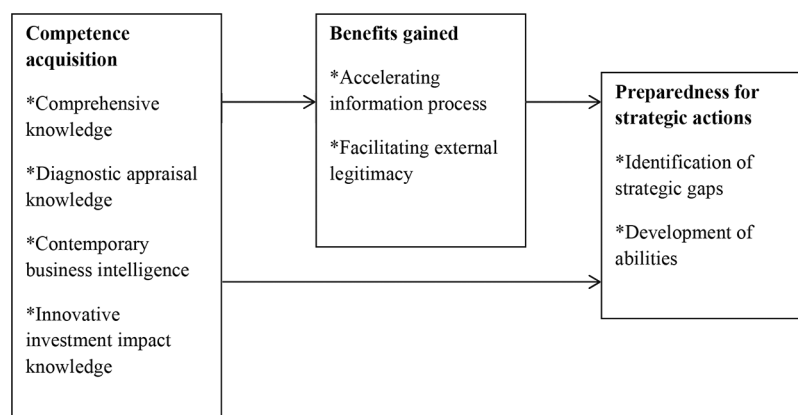 Competence
acquisition
*Comprehensive
knowledge
*Diagnostic appraisal
knowledge
*Contemporary
business intelligence
*Innovative
investment impact
knowledge
Benefits gained
*Accelerating
information process
*Facilitating external
legitimacy
Preparedness for
strategic actions
*Identification of
strategic gaps
*Development of
abilities